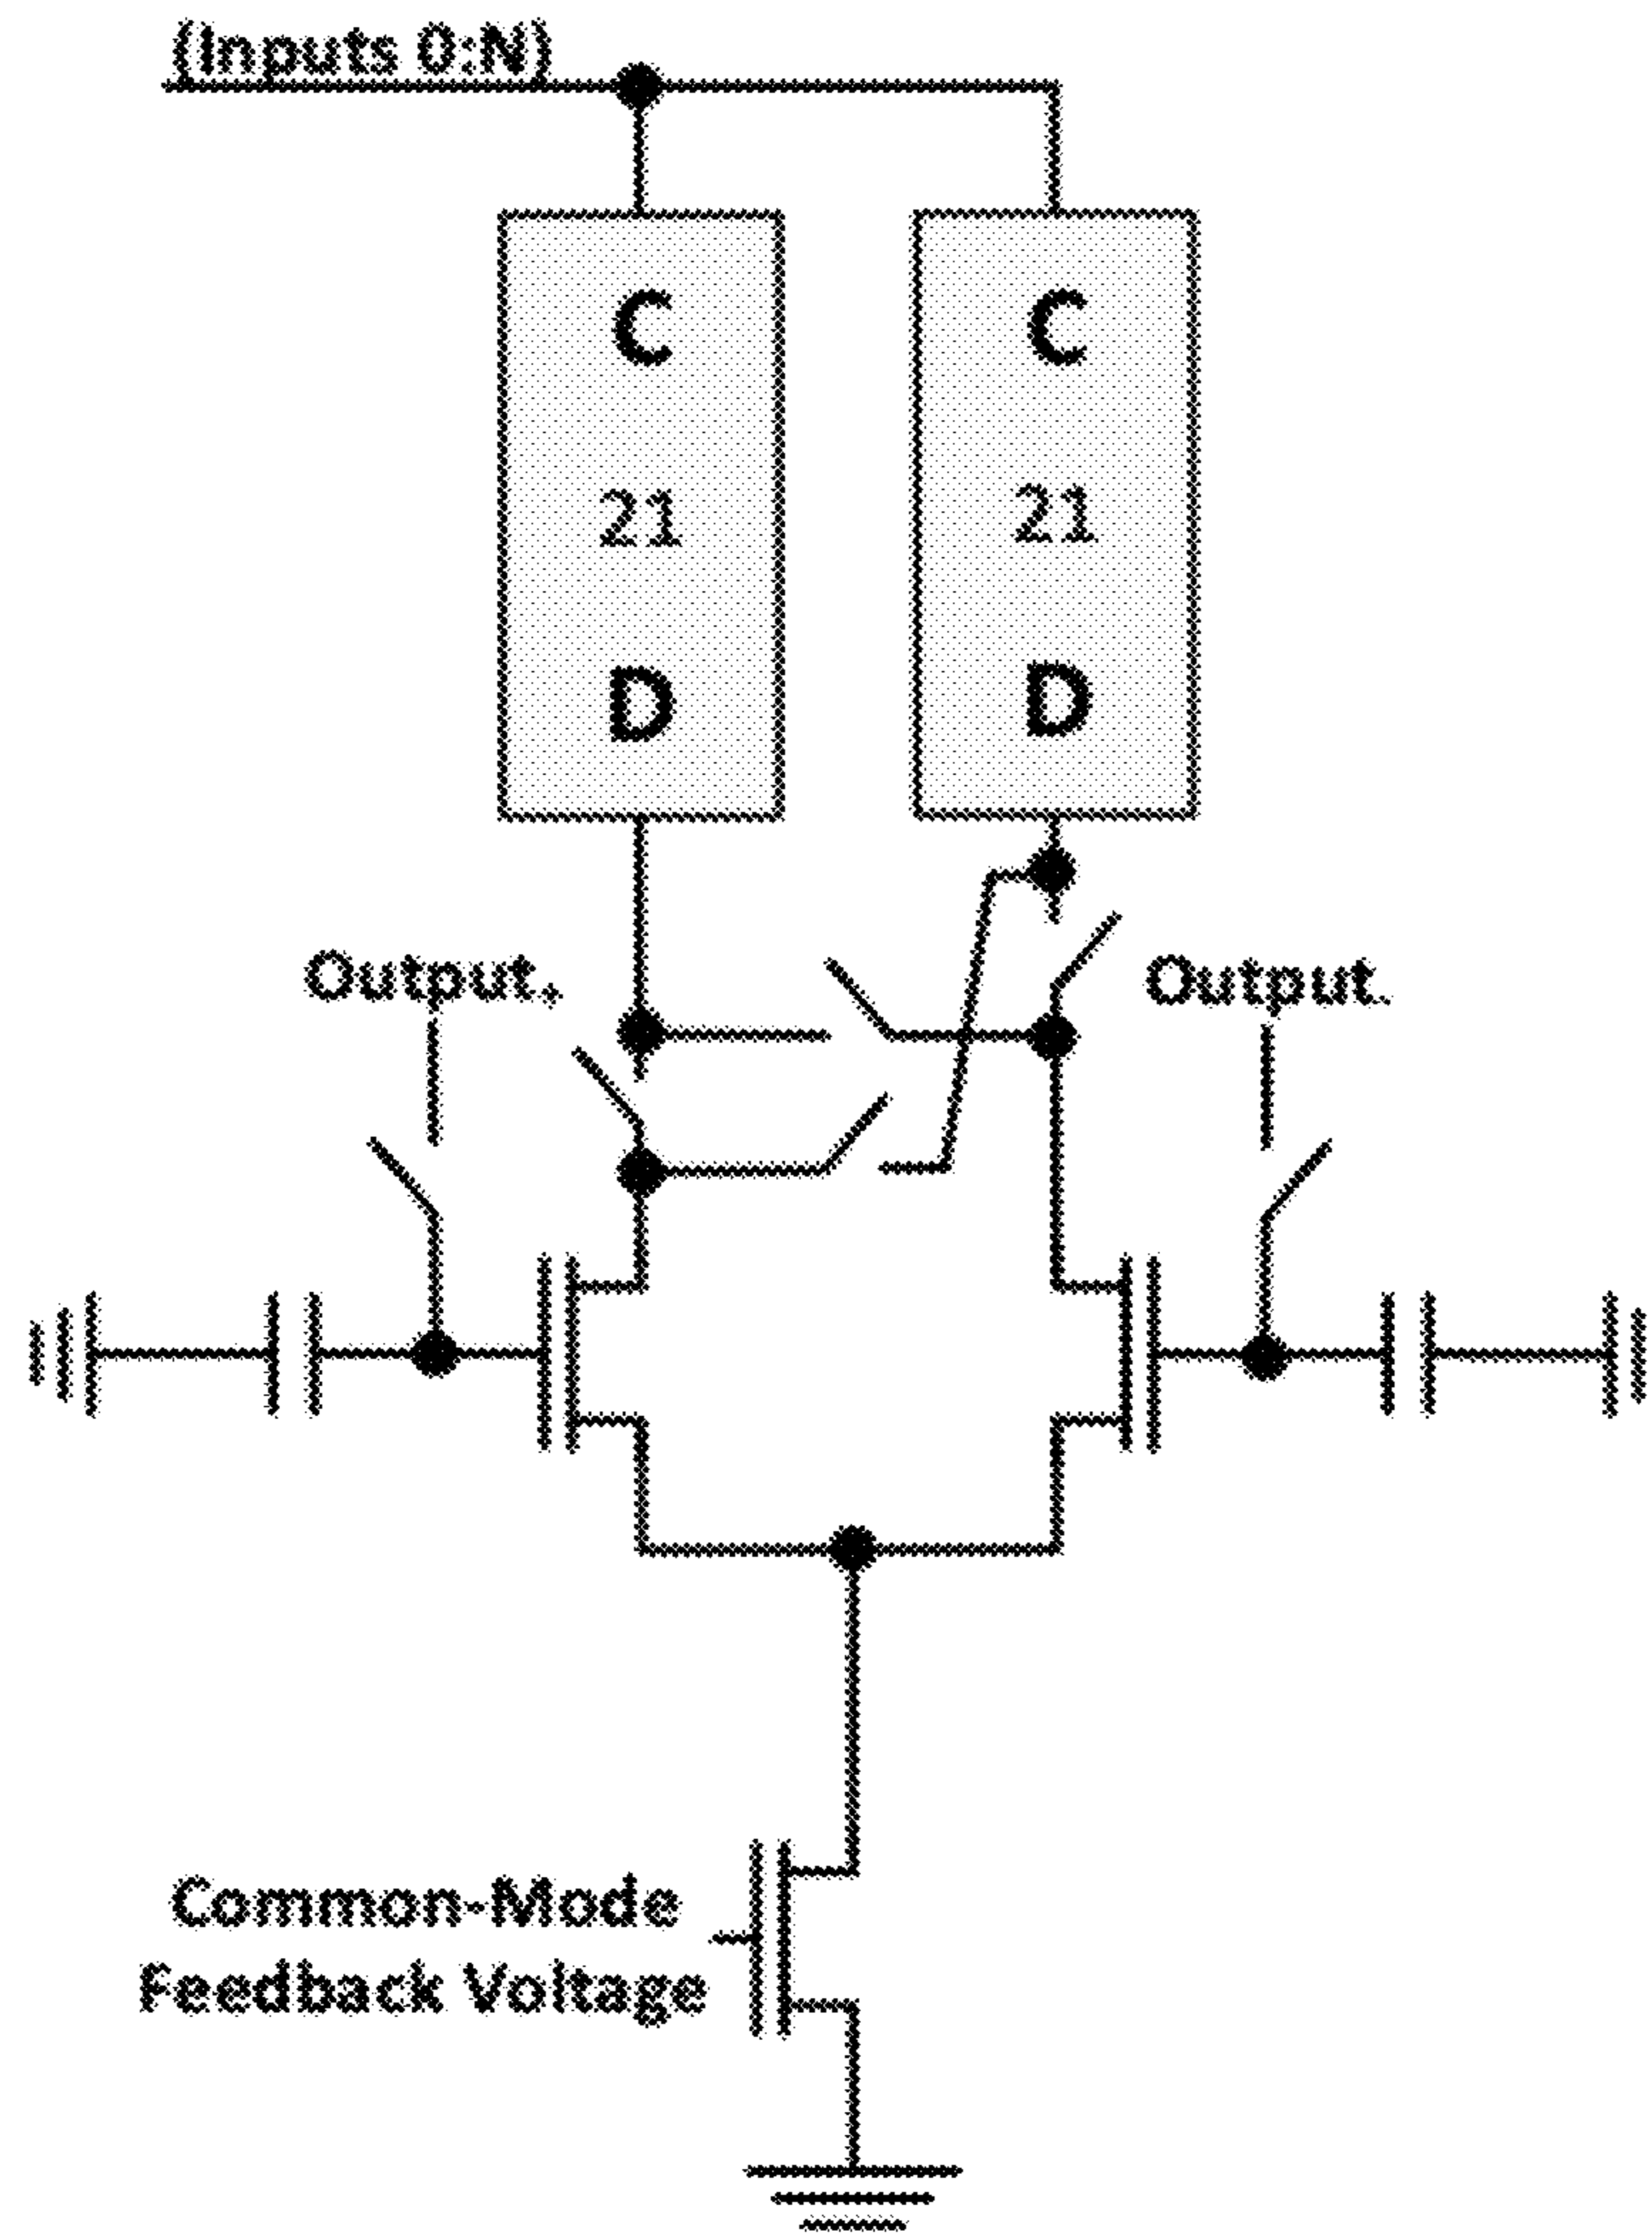 (Inputs 0:N)
C
21
D
C
21
D
Output+
Output-
Common-Mode
Feedback Voltage